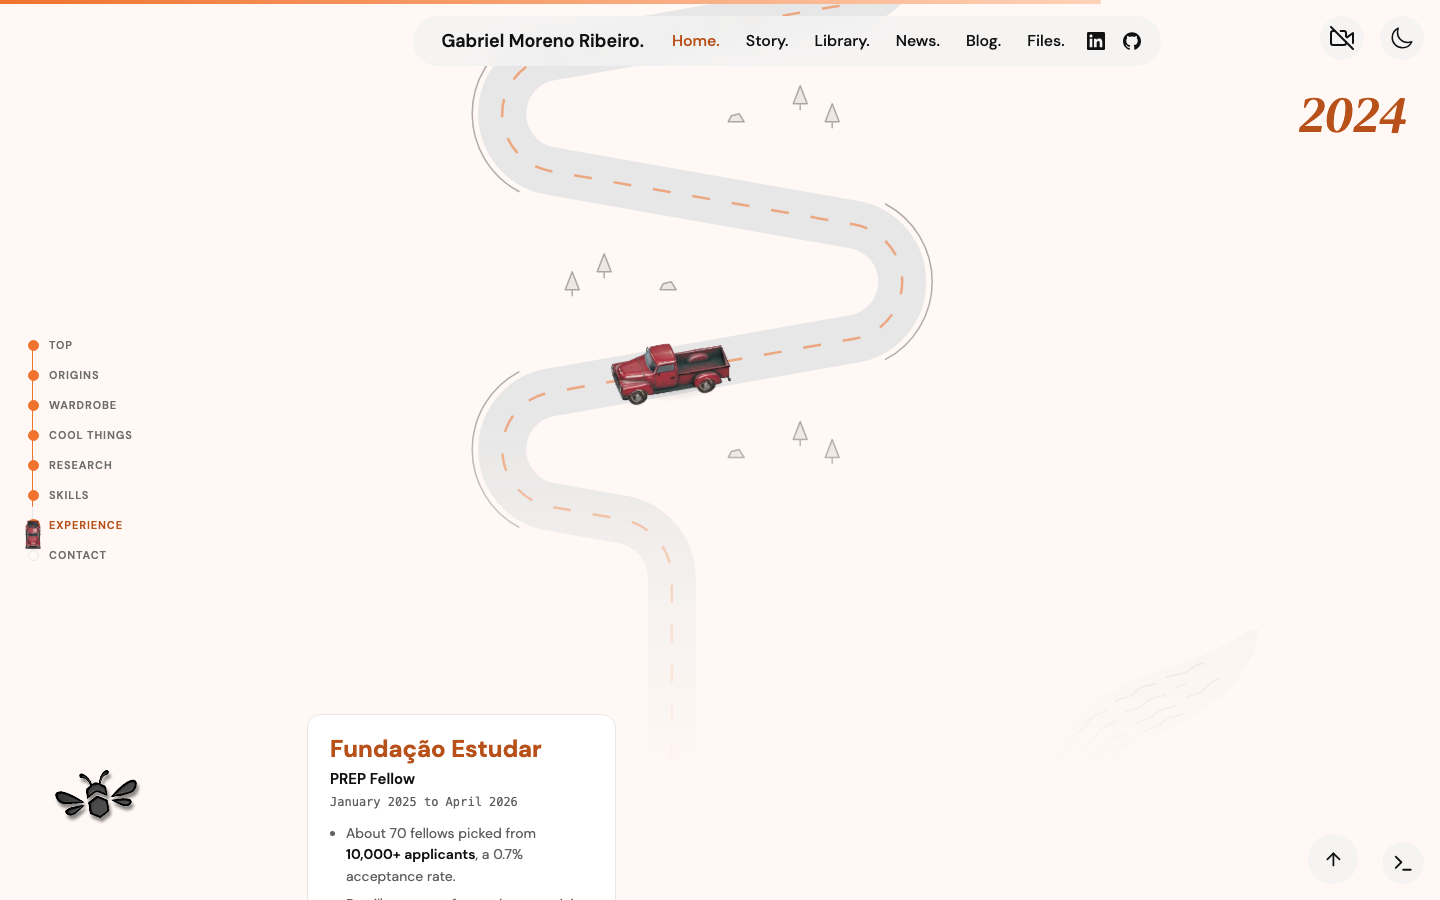 Gabriel Moreno Ribeiro. Home. Story. Library. News. Blog. Files.
2024
TOP
ORIGINS
WARDROBE
COOL THINGS
RESEARCH
SKILLS
EXPERIENCE
CONTACT
Fundação Estudar
PREP Fellow
January 2025 to April 2026
• About 70 fellows picked from
10,000+ applicants, a 0.7%
acceptance rate.